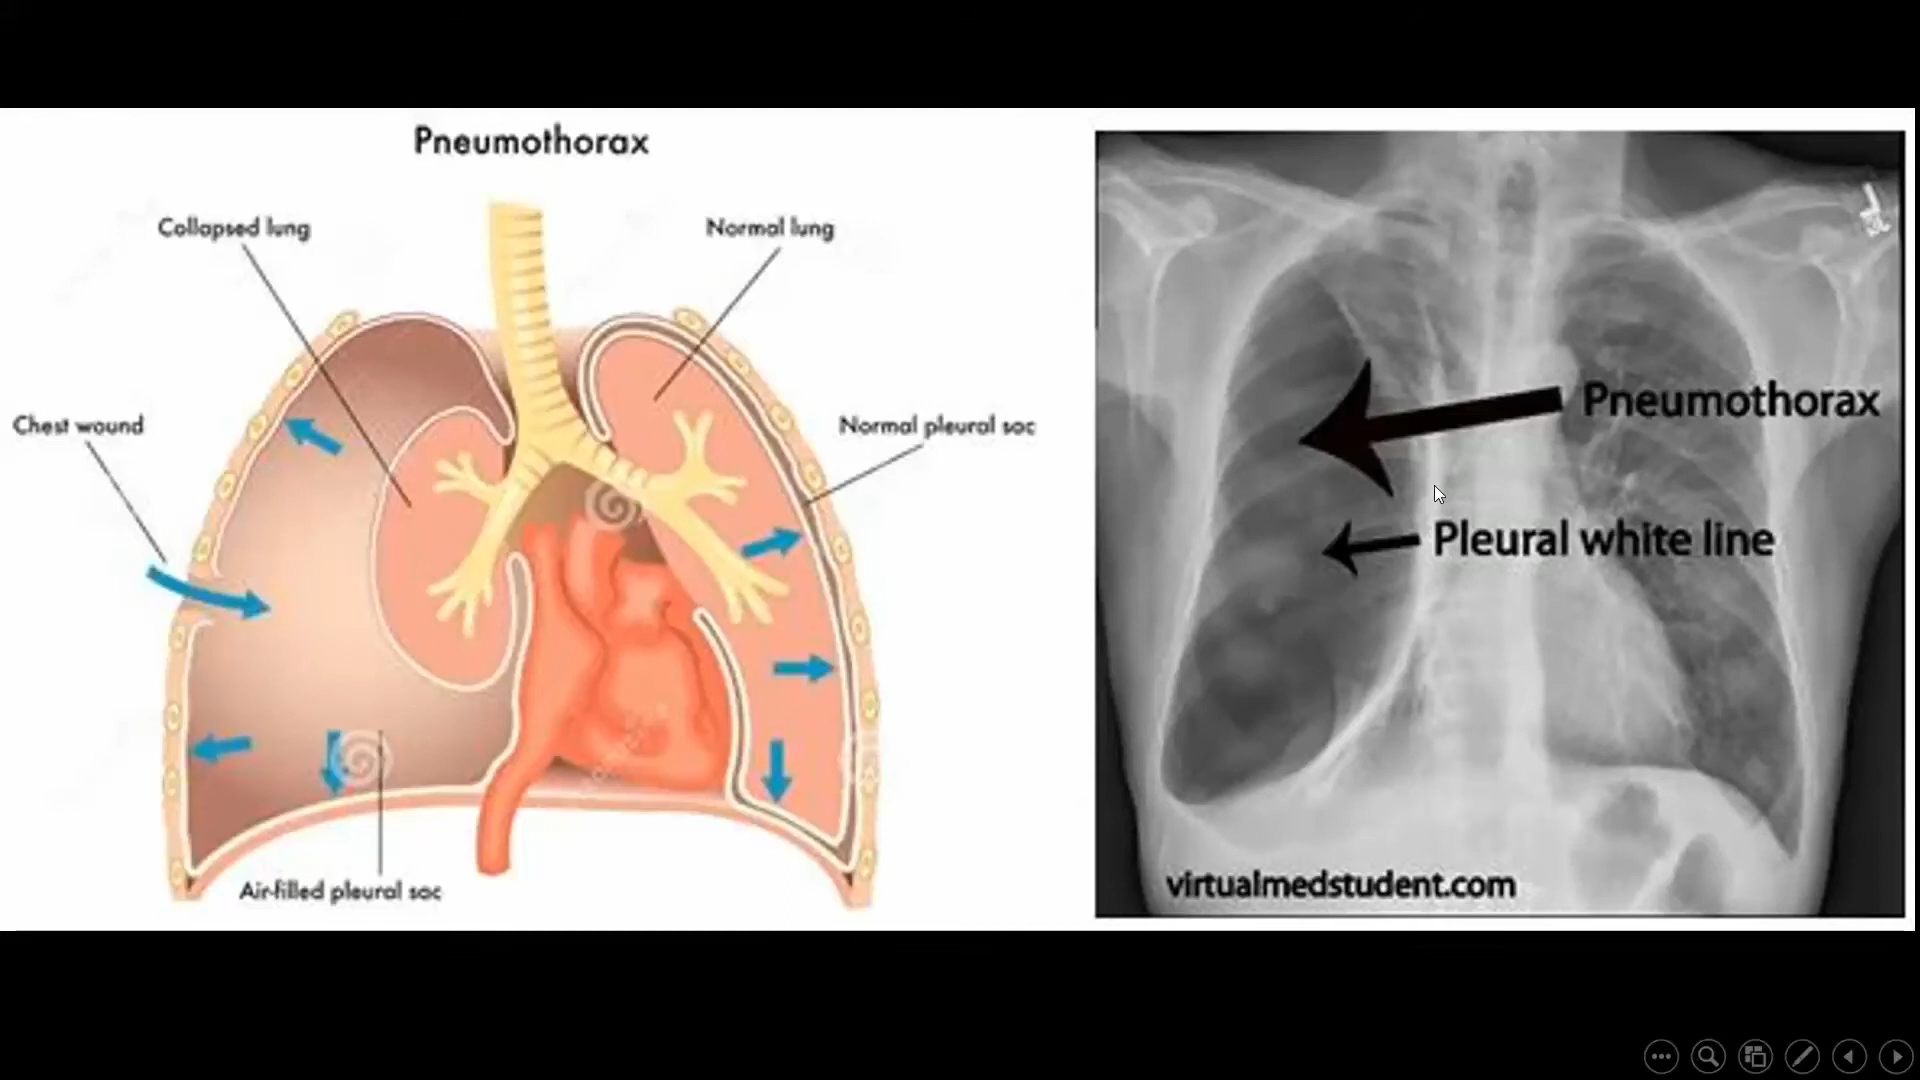 Pneumothorax
Collapsed lung
Normal lung
Chest wound
Normal pleural sac
Air-filled pleural sac
Pneumothorax
Pleural white line
virtualmedstudent.com